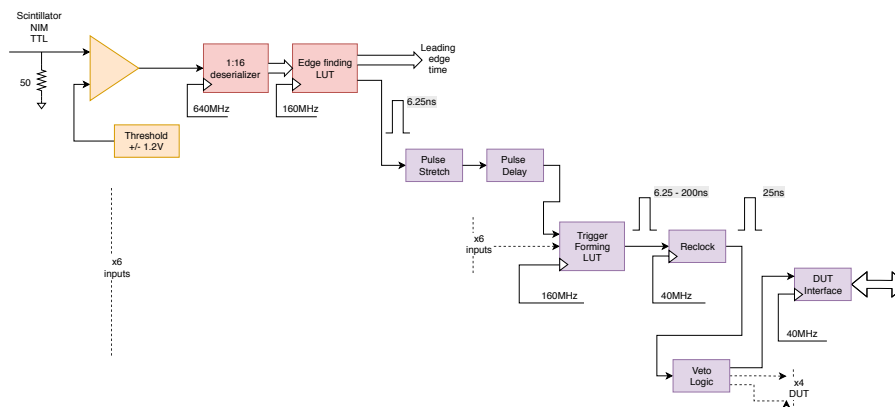 Scintillator
NIM
TTL
50
Threshold
+/- 1.2V
1:16
deserializer
640MHz
Edge finding
LUT
160MHz
Leading
edge
time
6.25ns
Pulse
Stretch
Pulse
Delay
x6
inputs
x6
inputs
Trigger
Forming
LUT
160MHz
6.25 - 200ns
Reclock
40MHz
25ns
DUT
Interface
40MHz
Veto
Logic
x4
DUT